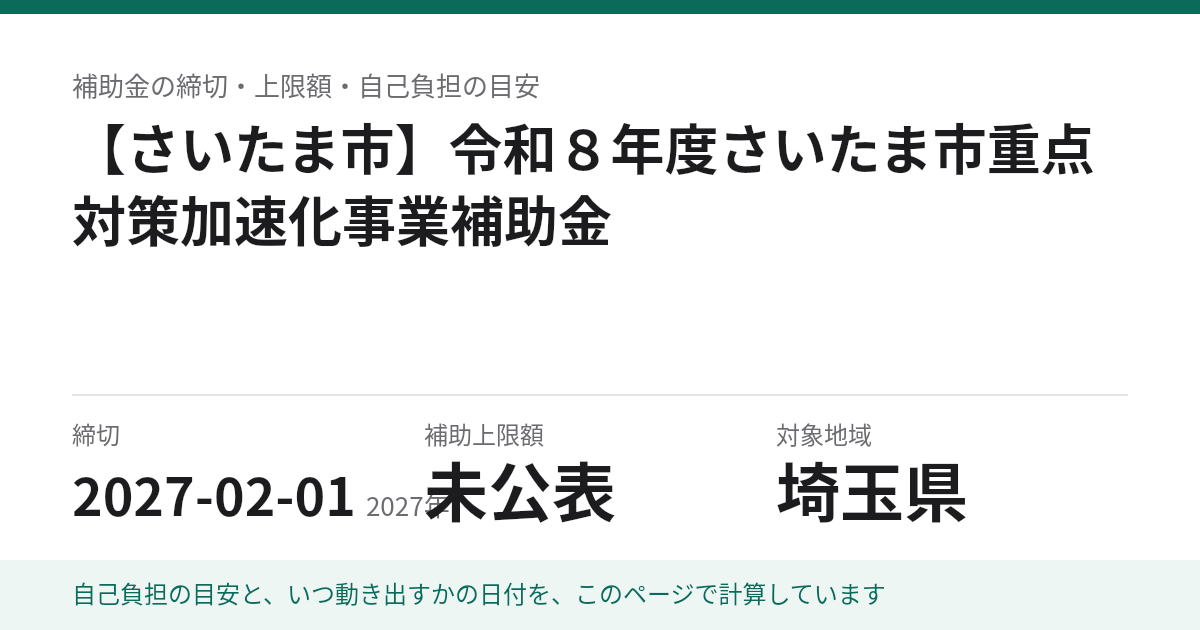 補助金の締切・上限額・自己負担の目安
【さいたま市】令和８年度さいたま市重点
対策加速化事業補助金
締切
補助上限額
対象地域
2027-02-01 2027年
未公表
埼玉県
自己負担の目安と、いつ動き出すかの日付を、このページで計算しています